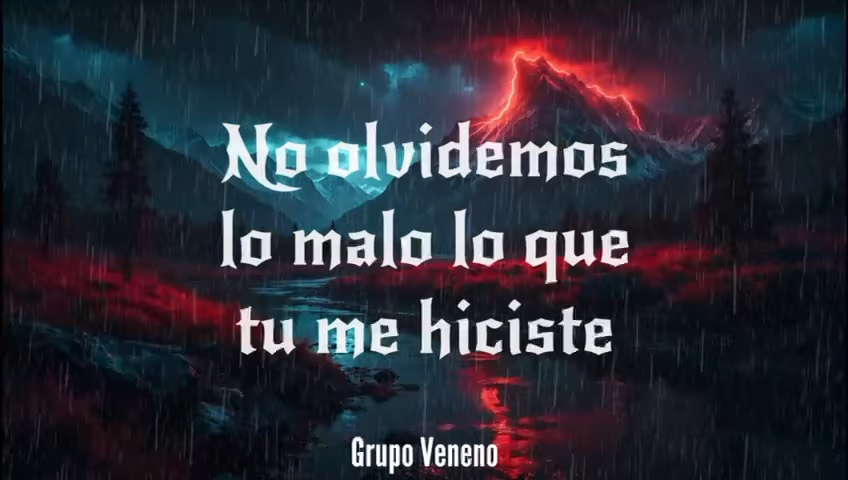 No olvidemos
lo malo lo que
tu me hiciste
Grupo Veneno